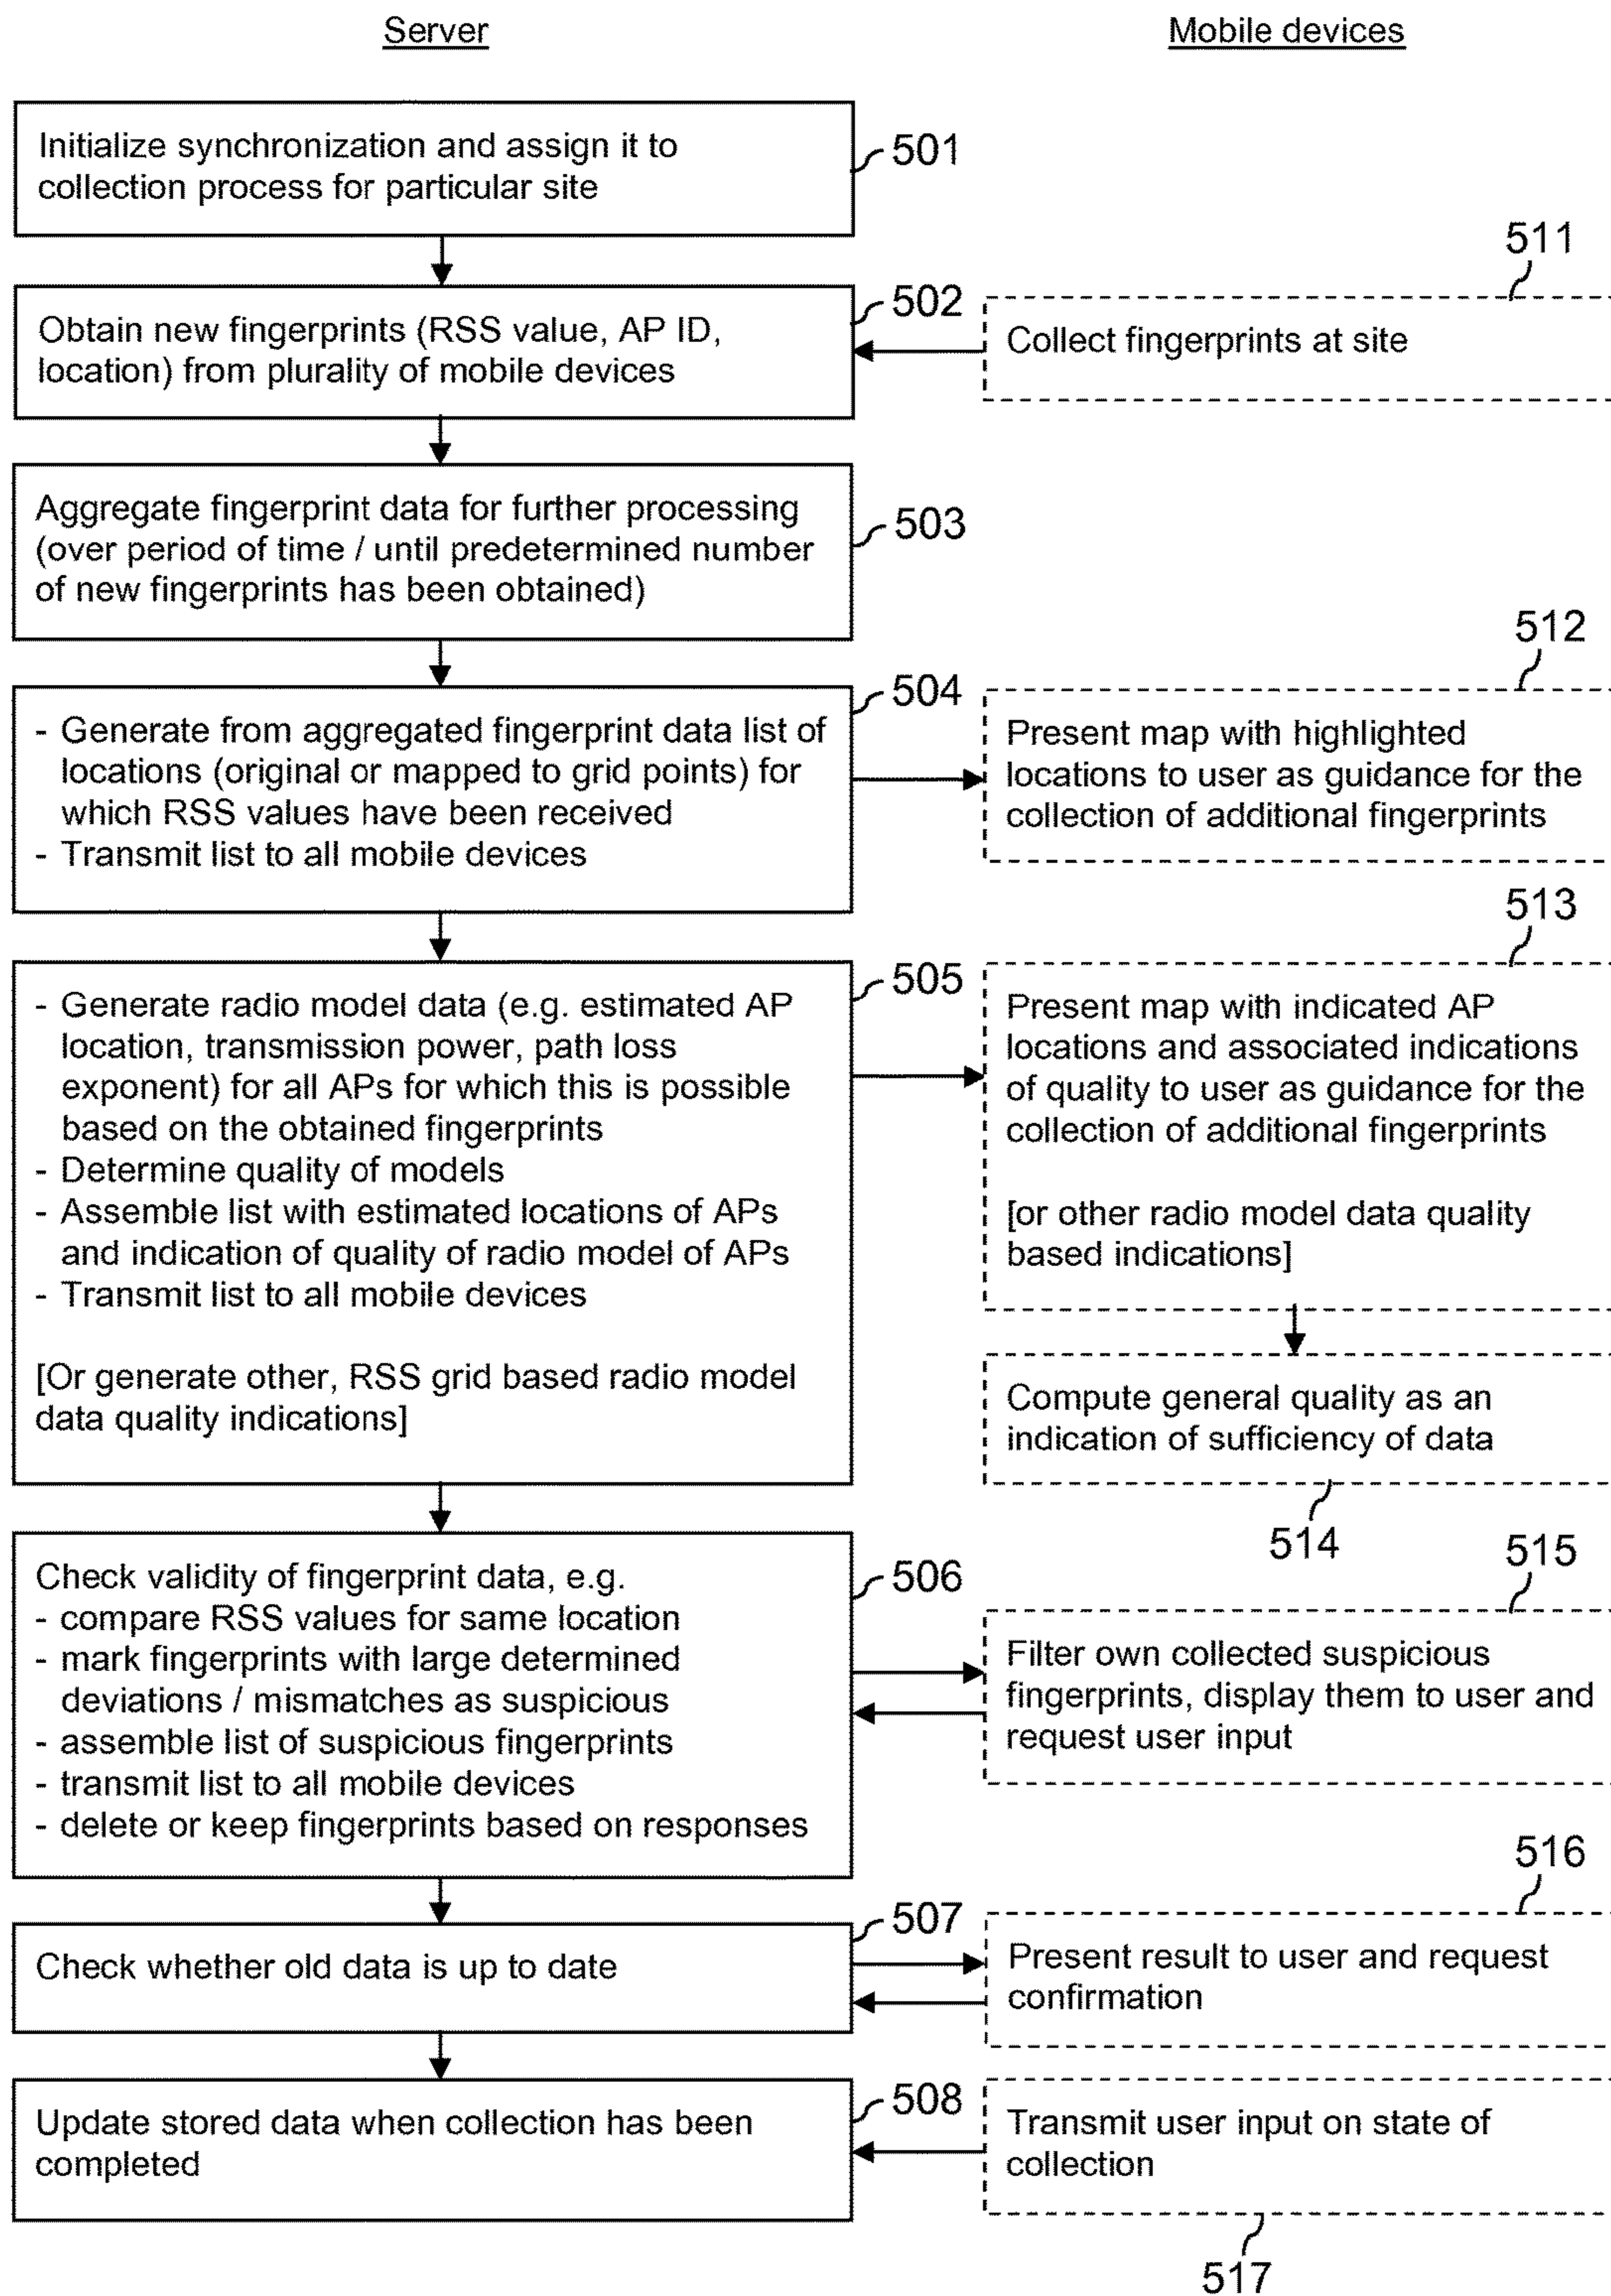 Server
Mobile devices
Initialize synchronization and assign it to
collection process for particular site
501
511
Obtain new fingerprints (RSS value, AP ID,
location) from plurality of mobile devices
502
Collect fingerprints at site
Aggregate fingerprint data for further processing
(over period of time / until predetermined number
of new fingerprints has been obtained)
503
512
- Generate from aggregated fingerprint data list of
locations (original or mapped to grid points) for
which RSS values have been received
- Transmit list to all mobile devices
504
Present map with highlighted
locations to user as guidance for the
collection of additional fingerprints
513
- Generate radio model data (e.g. estimated AP
location, transmission power, path loss
exponent) for all APs for which this is possible
based on the obtained fingerprints
- Determine quality of models
- Assemble list with estimated locations of APs
and indication of quality of radio model of APs
- Transmit list to all mobile devices
[Or generate other, RSS grid based radio model
data quality indications]
505
Present map with indicated AP
locations and associated indications
of quality to user as guidance for the
collection of additional fingerprints
[or other radio model data quality
based indications]
Compute general quality as an
indication of sufficiency of data
514
515
Check validity of fingerprint data, e.g.
- compare RSS values for same location
- mark fingerprints with large determined
deviations / mismatches as suspicious
- assemble list of suspicious fingerprints
- transmit list to all mobile devices
- delete or keep fingerprints based on responses
506
Filter own collected suspicious
fingerprints, display them to user and
request user input
516
Check whether old data is up to date
507
Present result to user and request
confirmation
Update stored data when collection has been
completed
508
Transmit user input on state of
collection
517